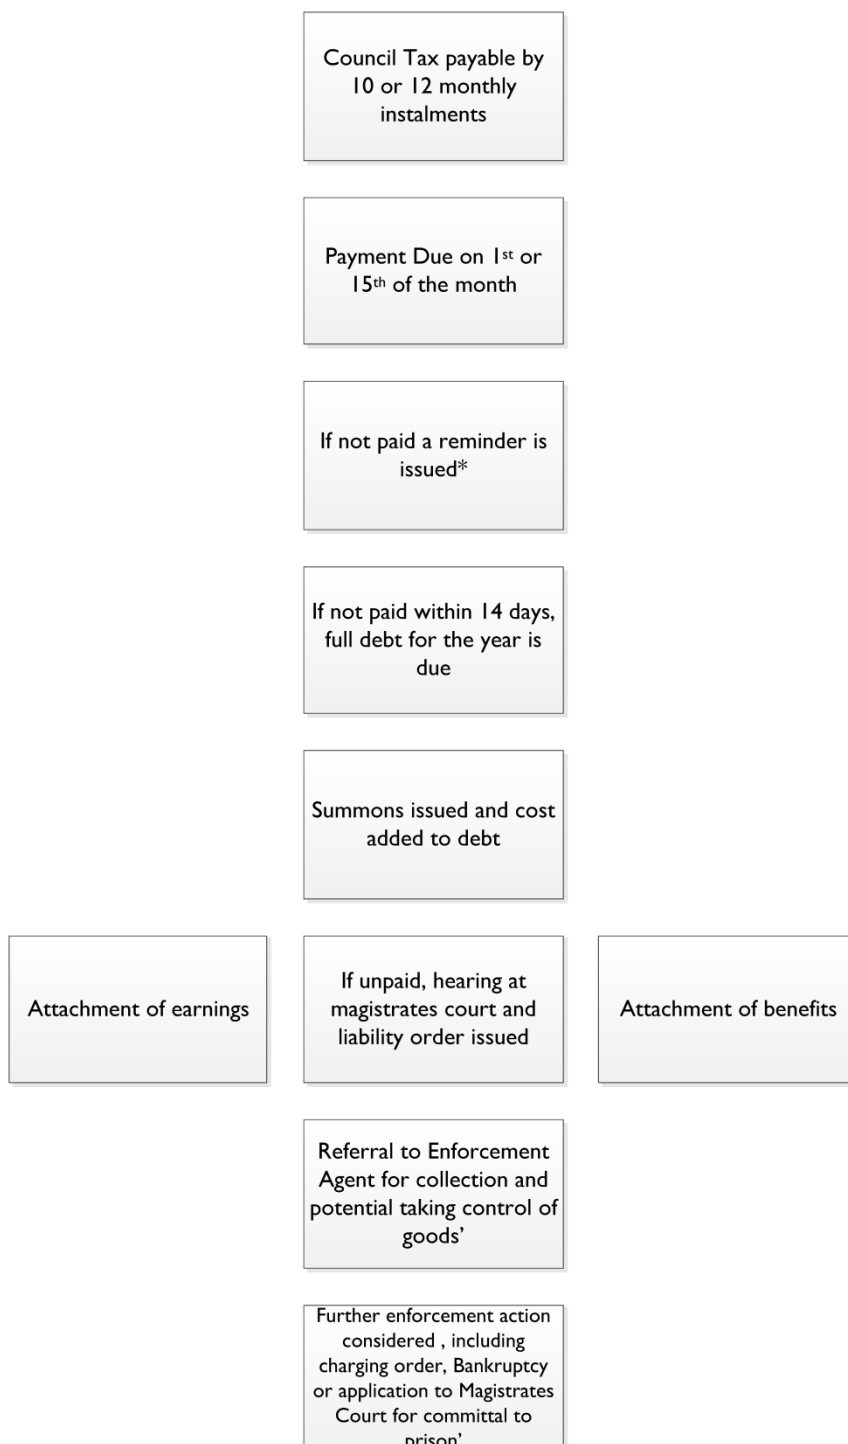 Council Tax payable by
10 or 12 monthly
instalments
Payment Due on 1st or
15th of the month
If not paid a reminder is
issued*
If not paid within 14 days,
full debt for the year is
due
Summons issued and cost
added to debt
Attachment of earnings
If unpaid, hearing at
magistrates court and
liability order issued
Attachment of benefits
Referral to Enforcement
Agent for collection and
potential taking control of
goods’
Further enforcement action
considered , including
charging order, Bankruptcy
or application to Magistrates
Court for committal to
prison’